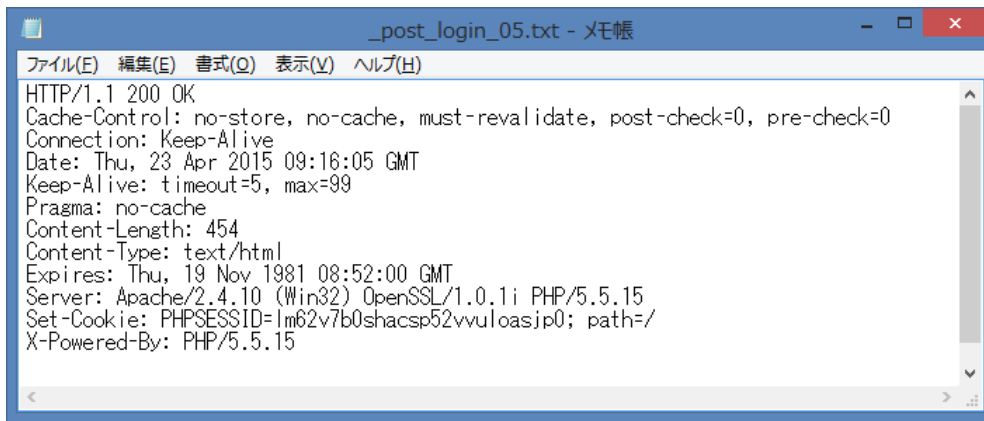 _post_login_05.txt - メモ帳
ファイル(F) 編集(E) 書式(O) 表示(V) ヘルプ(H)
HTTP/1.1 200 OK
Cache-Control: no-store, no-cache, must-revalidate, post-check=0, pre-check=0
Connection: Keep-Alive
Date: Thu, 23 Apr 2015 09:16:05 GMT
Keep-Alive: timeout=5, max=99
Pragma: no-cache
Content-Length: 454
Content-Type: text/html
Expires: Thu, 19 Nov 1981 08:52:00 GMT
Server: Apache/2.4.10 (Win32) OpenSSL/1.0.1i PHP/5.5.15
Set-Cookie: PHPSESSID=lm62v7b0shacsp52vvuloasjp0; path=/
X-Powered-By: PHP/5.5.15